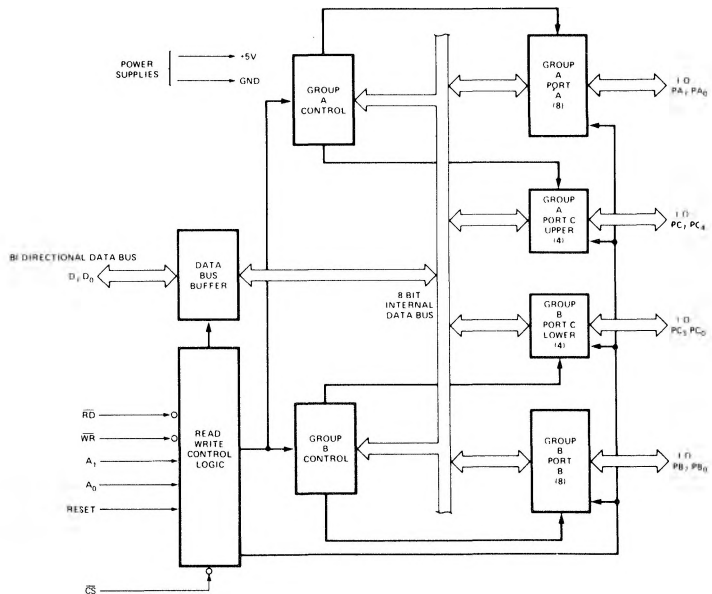 POWER
SUPPLIES
+5V
GND
GROUP
A
CONTROL
GROUP
A
PORT
A
(8)
I O
PA7 PA0
GROUP
A
PORT C
UPPER
(4)
I O
PC7 PC4
BI DIRECTIONAL DATA BUS
D7 D0
DATA
BUS
BUFFER
8 BIT
INTERNAL
DATA BUS
GROUP
B
PORT C
LOWER
(4)
I O
PC3 PC0
RD
WR
A1
A0
RESET
CS
READ
WRITE
CONTROL
LOGIC
GROUP
B
CONTROL
GROUP
B
PORT
B
(8)
I O
PB7 PB0